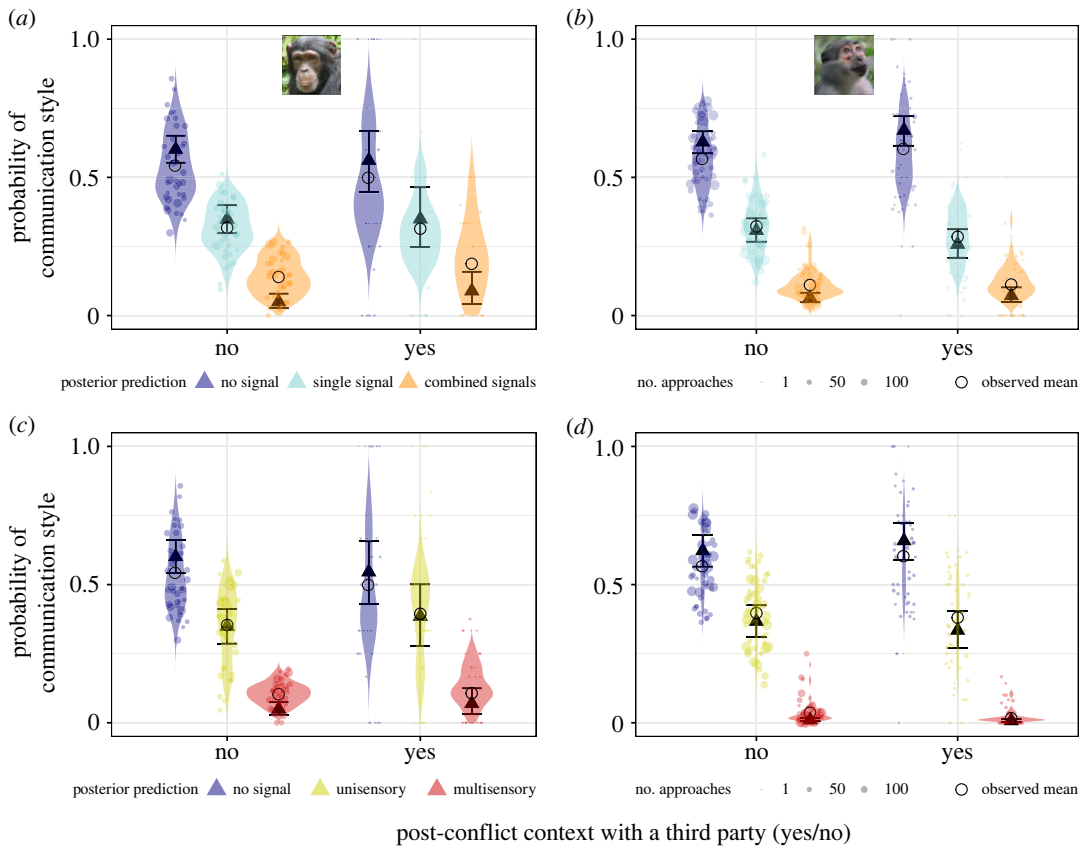 (a)
(b)
probability of
communication style
1.0
0.5
0
1.0
0.5
0
no
yes
no
yes
posterior prediction no signal single signal combined signals
no. approaches 1 50 100 observed mean
(c)
(d)
probability of
communication style
1.0
0.5
0
1.0
0.5
0
no
yes
no
yes
posterior prediction no signal unisensory multisensory
no. approaches 1 50 100 observed mean
post-conflict context with a third party (yes/no)